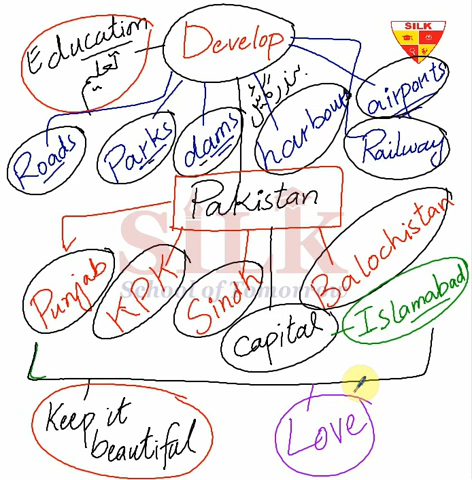 SILK
Education
تعلیم
Develop
airports
Roads
Parks
dams
harbours
بندرگاہیں
Railway
Pakistan
SILK
School of Tomorrow
Punjab
KPK
Sindh
Balochistan
Capital
Islamabad
Keep it
beautiful
Love